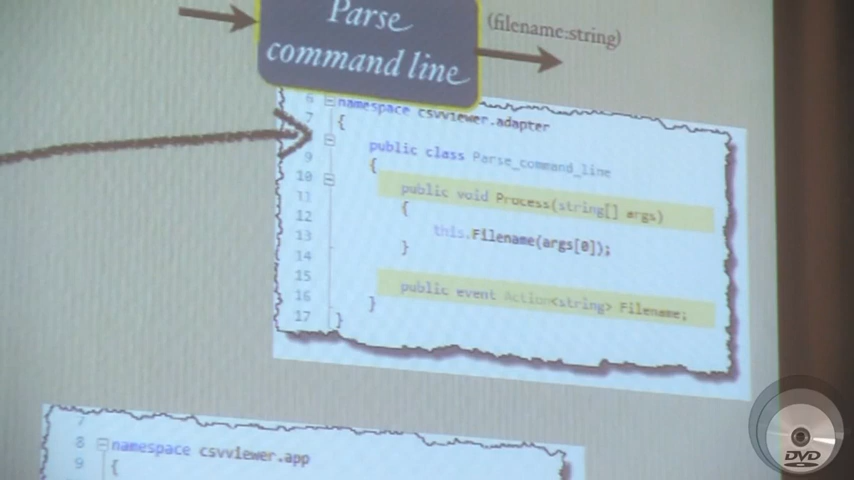 Parse
command line
(filename:string)
6 namespace csvviewer.adapter
7 {
public class Parse_command_line
9 {
10 public void Process(string[] args)
11 {
12 this.Filename(args[0]);
13 }
14
15 public event Action<string> Filename;
16 }
17 }
7
8 namespace csvviewer.app
9 {
DVD